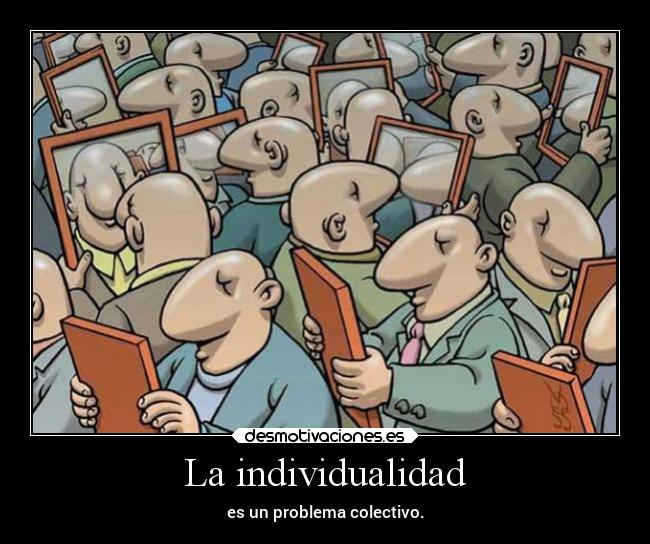 desmotivaciones.es
La individualidad
es un problema colectivo.